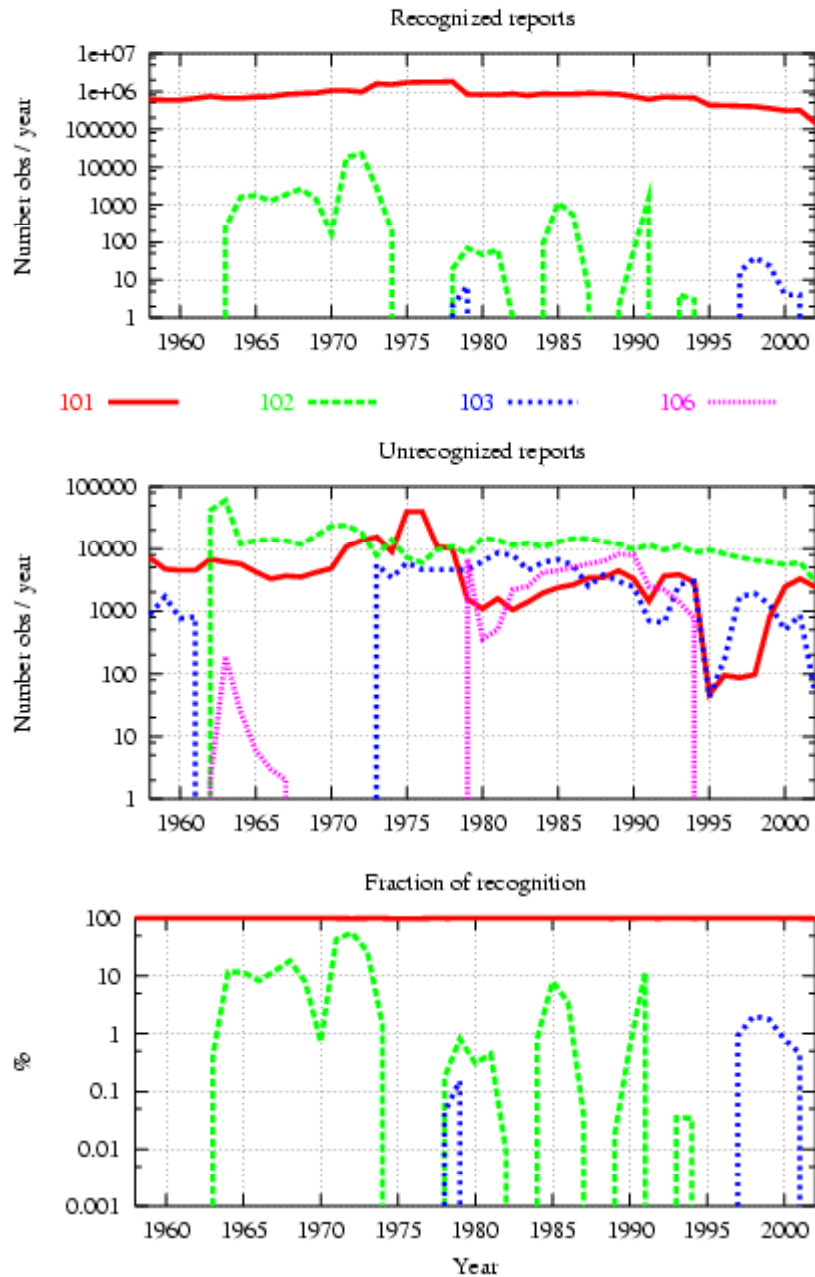 Recognized reports
1e+07
1e+06
100000
10000
1000
100
10
1
Number obs / year
1960 1965 1970 1975 1980 1985 1990 1995 2000
101 102 103 106
Unrecognized reports
100000
10000
1000
100
10
1
Number obs / year
1960 1965 1970 1975 1980 1985 1990 1995 2000
Fraction of recognition
100
10
1
0.1
0.01
0.001
%
1960 1965 1970 1975 1980 1985 1990 1995 2000
Year